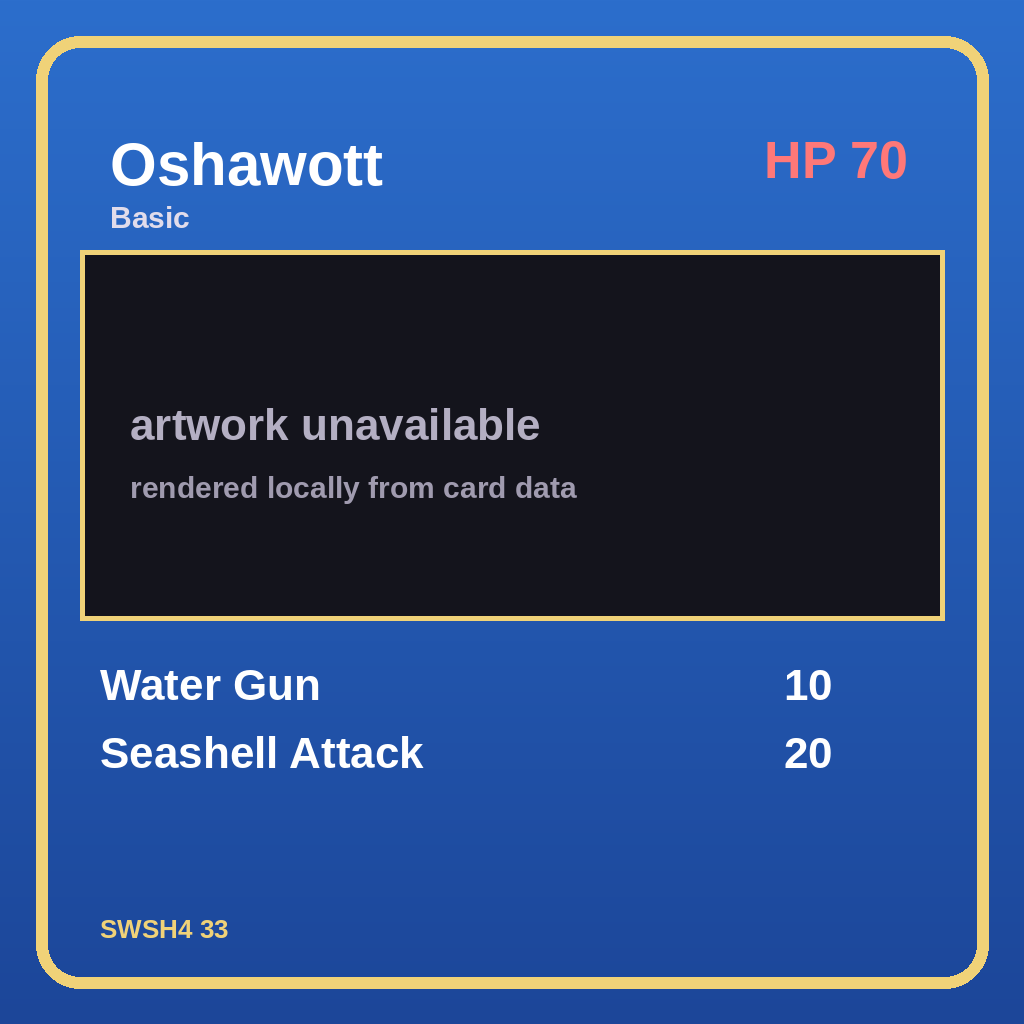 Oshawott
HP 70
Basic
artwork unavailable
rendered locally from card data
Water Gun 10
Seashell Attack 20
SWSH4 33